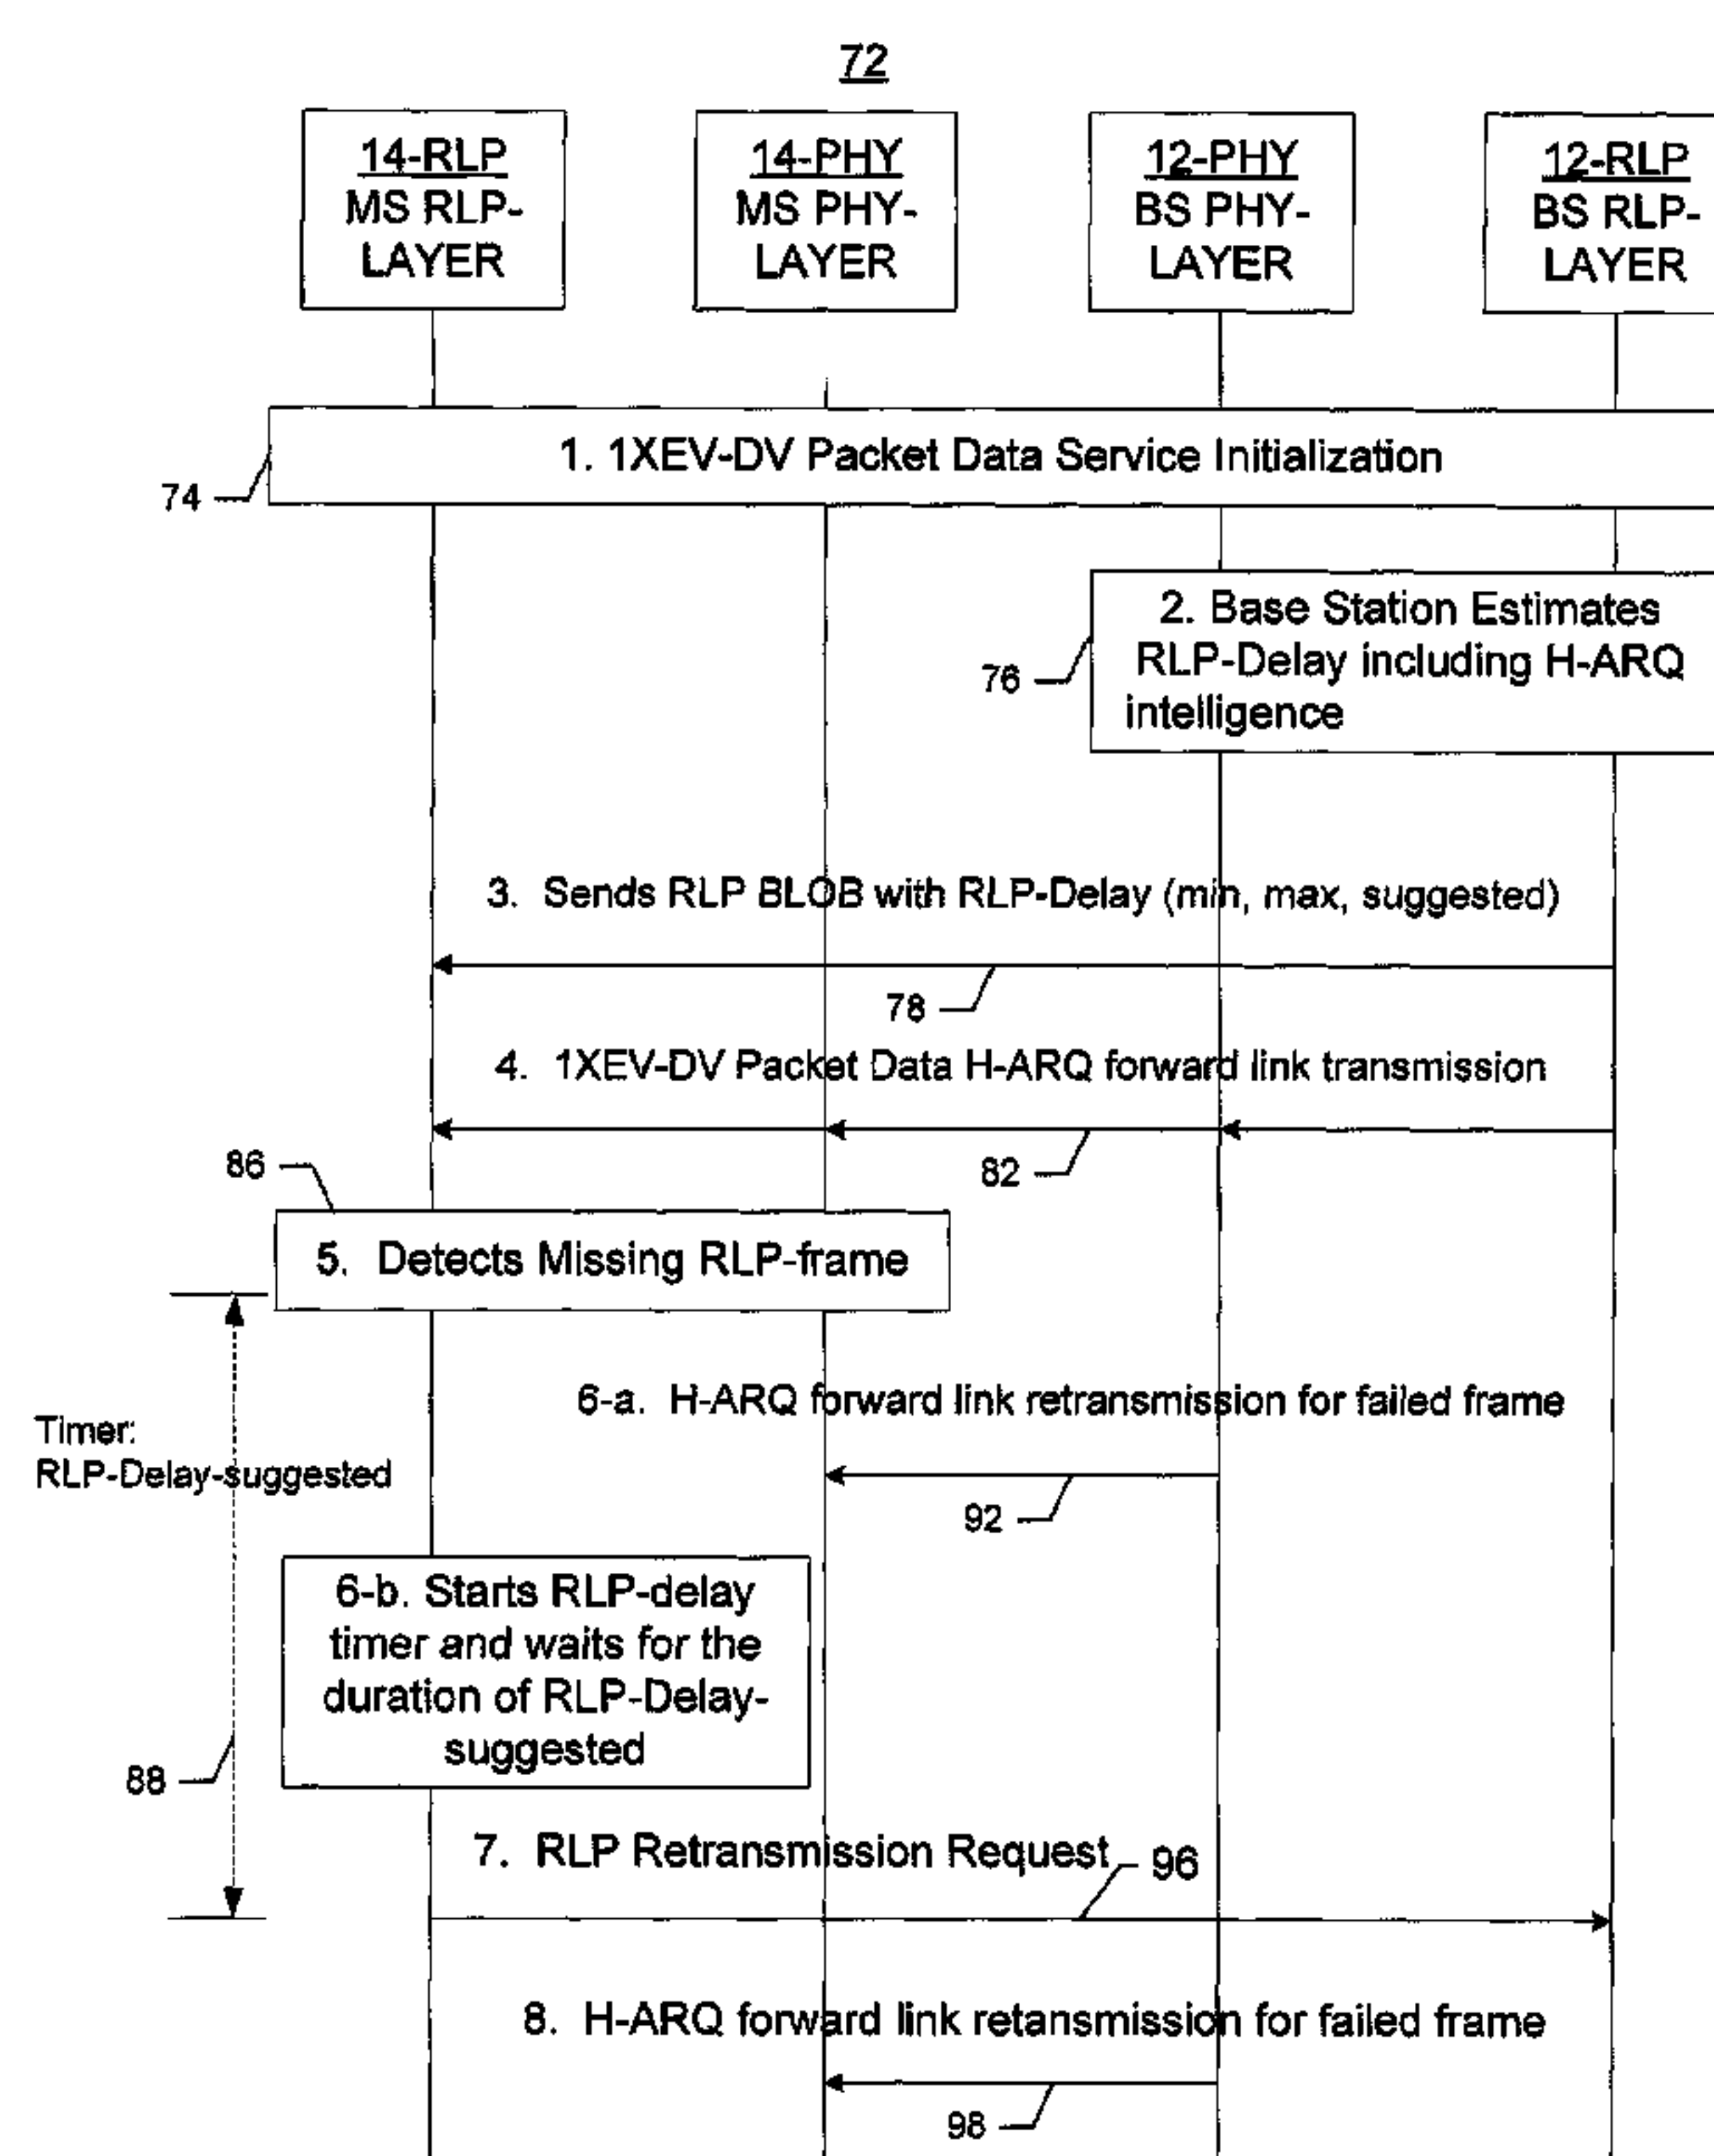 72
14-RLP
MS RLP-
LAYER
14-PHY
MS PHY-
LAYER
12-PHY
BS PHY-
LAYER
12-RLP
BS RLP-
LAYER
1. 1XEV-DV Packet Data Service Initialization
74
2. Base Station Estimates
RLP-Delay including H-ARQ
intelligence
76
3. Sends RLP BLOB with RLP-Delay (min, max, suggested)
78
4. 1XEV-DV Packet Data H-ARQ forward link transmission
82
86
5. Detects Missing RLP-frame
6-a. H-ARQ forward link retransmission for failed frame
Timer:
RLP-Delay-suggested
92
6-b. Starts RLP-delay
timer and waits for the
duration of RLP-Delay-
suggested
88
7. RLP Retransmission Request
96
8. H-ARQ forward link retansmission for failed frame
98